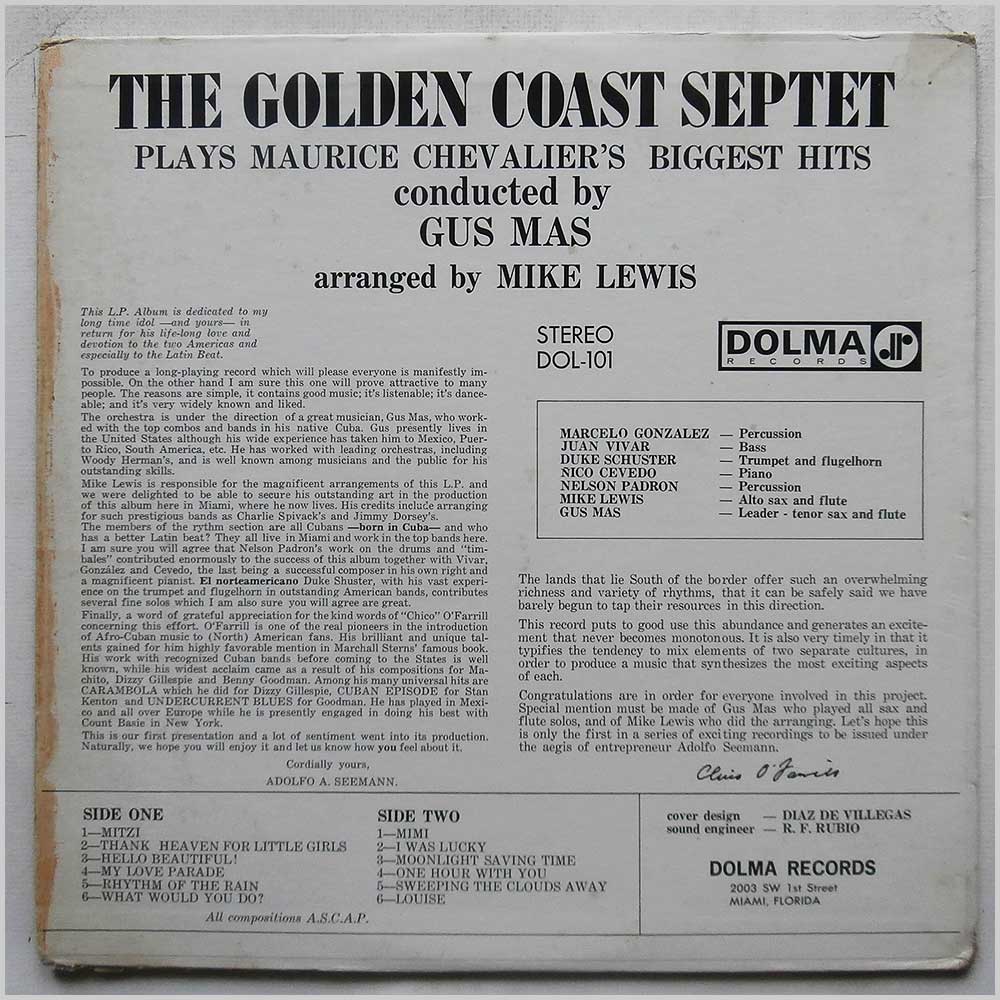 THE GOLDEN COAST SEPTET
PLAYS MAURICE CHEVALIER'S BIGGEST HITS
conducted by
GUS MAS
arranged by MIKE LEWIS
This L.P. Album is dedicated to my
long time idol —and yours— in
return for his life-long love and
devotion to the two Americas and
especially to the Latin Beat.
To produce a long-playing record which will please everyone is manifestly im-
possible. On the other hand I am sure this one will prove attractive to many
people. The reasons are simple, it contains good music; it's listenable; it's dance-
able; and it's very widely known and liked.
The orchestra is under the direction of a great musician, Gus Mas, who work-
ed with the top combos and bands in his native Cuba. Gus presently lives in
the United States although his wide experience has taken him to Mexico, Puer-
to Rico, South America, etc. He has worked with leading orchestras, including
Woody Herman's, and is well known among musicians and the public for his
outstanding skills.
Mike Lewis is responsible for the magnificent arrangements of this L.P. and
we were delighted to be able to secure his outstanding art in the production
of this album here in Miami, where he now lives. His credits include arranging
for such prestigious bands as Charlie Spivack's and Jimmy Dorsey's.
The members of the rythm section are all Cubans —born in Cuba— and who
has a better Latin beat? They all live in Miami and work in the top bands here.
I am sure you will agree that Nelson Padron's work on the drums and "tim-
bales" contributed enormously to the success of this album together with Vivar,
González and Cevedo, the last being a successful composer in his own right and
a magnificent pianist. El norteamericano Duke Shuster, with his vast experi-
ence on the trumpet and flugelhorn in outstanding American bands, contributes
several fine solos which I am also sure you will agree are great.
Finally, a word of grateful appreciation for the kind words of "Chico" O'Farrill
concerning this effort. O'Farrill is one of the real pioneers in the introduction
of Afro-Cuban music to (North) American fans. His brilliant and unique tal-
ents gained for him highly favorable mention in Marchall Sterns' famous book.
His work with recognized Cuban bands before coming to the States is well
known, while his widest acclaim came as a result of his compositions for Ma-
chito, Dizzy Gillespie and Benny Goodman. Among his many universal hits are
CARAMBOLA which he did for Dizzy Gillespie, CUBAN EPISODE for Stan
Kenton and UNDERCURRENT BLUES for Goodman. He has played in Mexi-
co and all over Europe while he is presently engaged in doing his best with
Count Basie in New York.
This is our first presentation and a lot of sentiment went into its production.
Naturally, we hope you will enjoy it and let us know how you feel about it.
Cordially yours,
ADOLFO A. SEEMANN.
STEREO
DOL-101
DOLMA
RECORDS
MARCELO GONZALEZ — Percussion
JUAN VIVAR — Bass
DUKE SCHUSTER — Trumpet and flugelhorn
ÑICO CEVEDO — Piano
NELSON PADRON — Percussion
MIKE LEWIS — Alto sax and flute
GUS MAS — Leader - tenor sax and flute
The lands that lie South of the border offer such an overwhelming
richness and variety of rhythms, that it can be safely said we have
barely begun to tap their resources in this direction.
This record puts to good use this abundance and generates an excite-
ment that never becomes monotonous. It is also very timely in that it
typifies the tendency to mix elements of two separate cultures, in
order to produce a music that synthesizes the most exciting aspects
of each.
Congratulations are in order for everyone involved in this project.
Special mention must be made of Gus Mas who played all sax and
flute solos, and of Mike Lewis who did the arranging. Let's hope this
is only the first in a series of exciting recordings to be issued under
the aegis of entrepreneur Adolfo Seemann.
SIDE ONE
1—MITZI
2—THANK HEAVEN FOR LITTLE GIRLS
3—HELLO BEAUTIFUL!
4—MY LOVE PARADE
5—RHYTHM OF THE RAIN
6—WHAT WOULD YOU DO?
SIDE TWO
1—MIMI
2—I WAS LUCKY
3—MOONLIGHT SAVING TIME
4—ONE HOUR WITH YOU
5—SWEEPING THE CLOUDS AWAY
6—LOUISE
All compositions A.S.C.A.P.
cover design — DIAZ DE VILLEGAS
sound engineer — R. F. RUBIO
DOLMA RECORDS
2003 SW 1st Street
MIAMI, FLORIDA